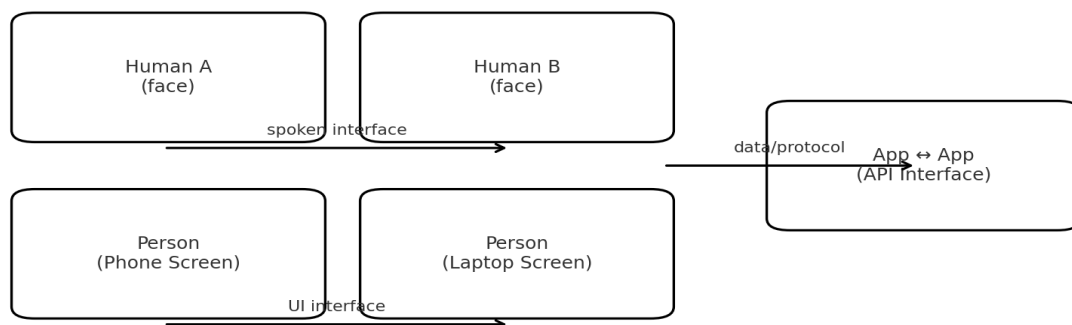 Human A
(face)
Human B
(face)
spoken interface
data/protocol
App ↔ App
(API interface)
Person
(Phone Screen)
Person
(Laptop Screen)
UI interface